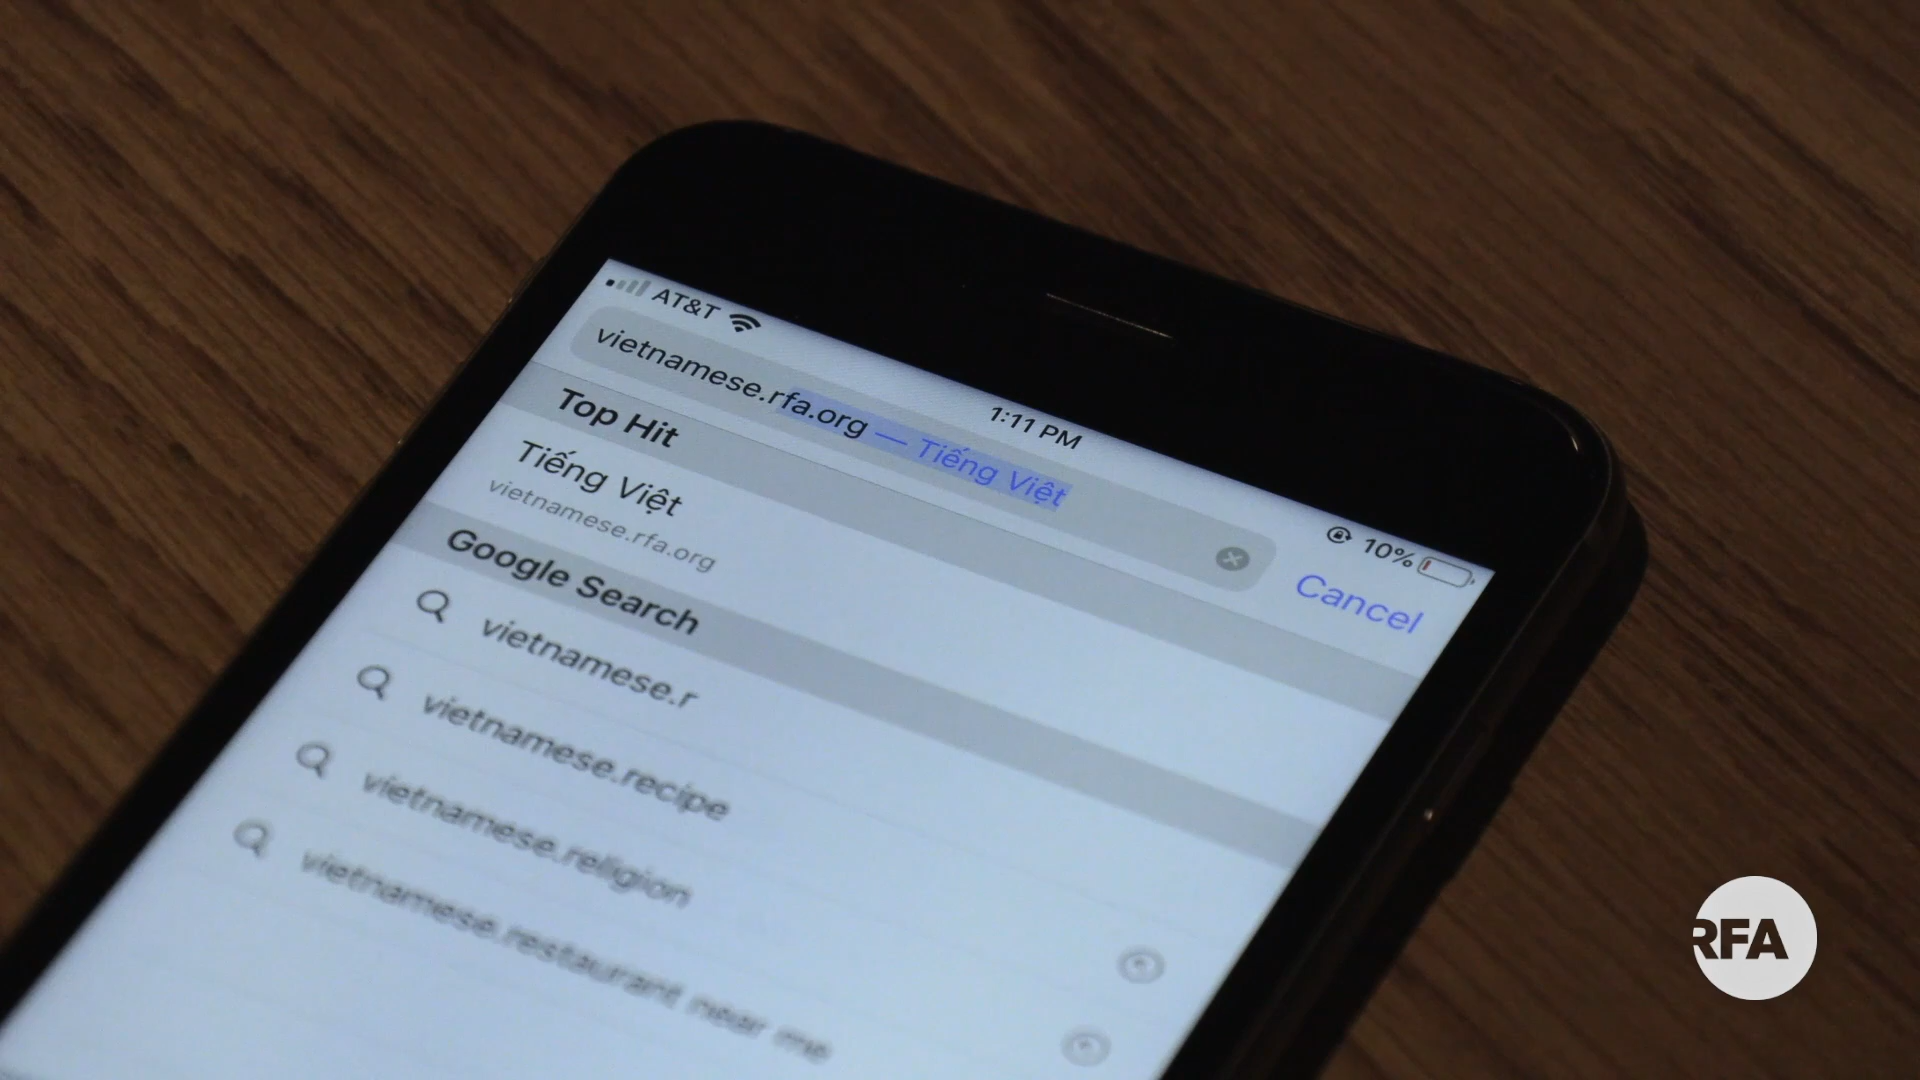 AT&T 1:11 PM 10%
vietnamese.rfa.org — Tiếng Việt
Cancel
Top Hit
Tiếng Việt
vietnamese.rfa.org
Google Search
vietnamese.r
vietnamese.recipe
vietnamese.religion
vietnamese.restaurant near me
RFA